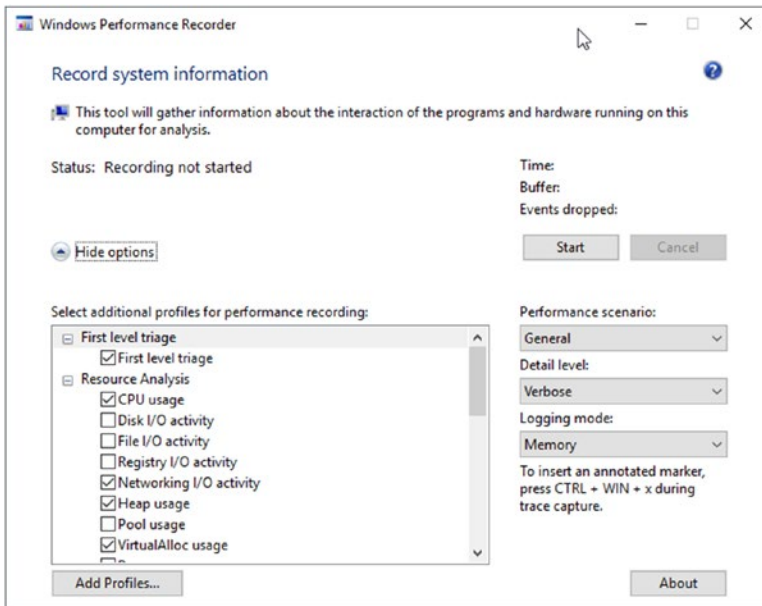 Windows Performance Recorder
Record system information
This tool will gather information about the interaction of the programs and hardware running on this
computer for analysis.
Status: Recording not started
Time:
Buffer:
Events dropped:
Hide options
Start
Cancel
Select additional profiles for performance recording:
First level triage
First level triage
Resource Analysis
CPU usage
Disk I/O activity
File I/O activity
Registry I/O activity
Networking I/O activity
Heap usage
Pool usage
VirtualAlloc usage
Performance scenario:
General
Detail level:
Verbose
Logging mode:
Memory
To insert an annotated marker,
press CTRL + WIN + x during
trace capture.
Add Profiles...
About